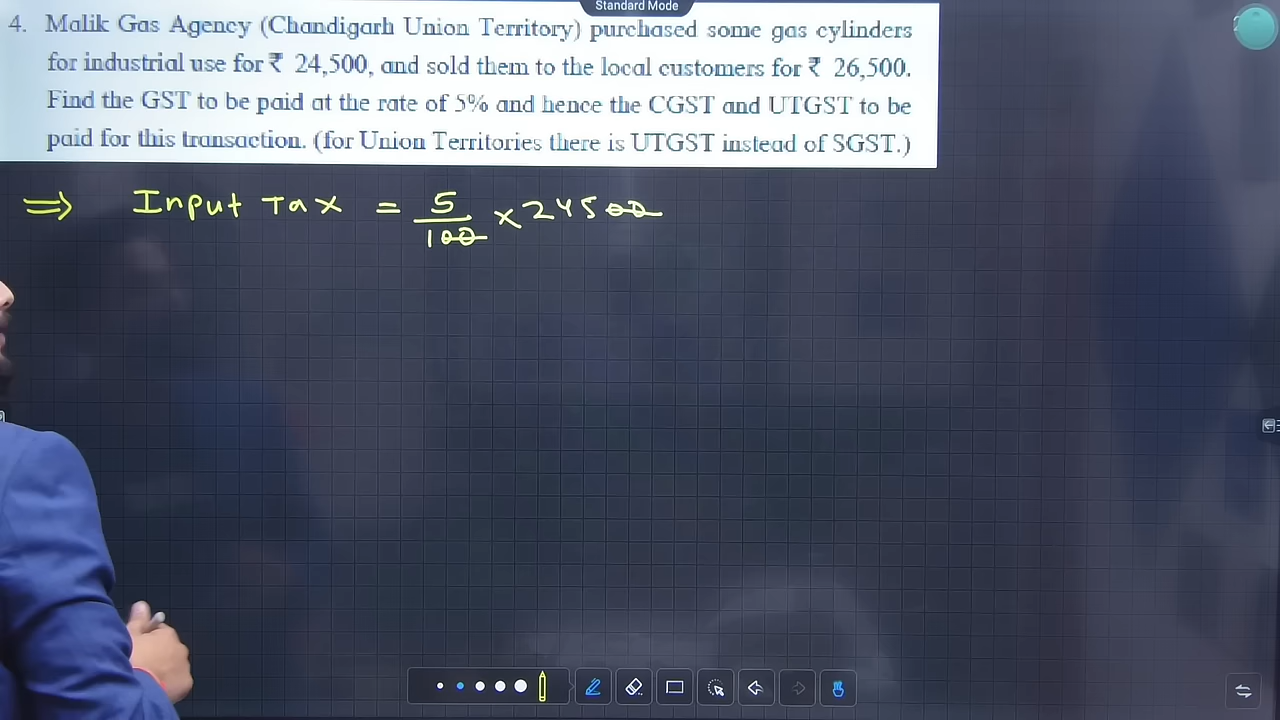 Standard Mode
4. Malik Gas Agency (Chandigarh Union Territory) purchased some gas cylinders
for industrial use for ₹ 24,500, and sold them to the local customers for ₹ 26,500.
Find the GST to be paid at the rate of 5% and hence the CGST and UTGST to be
paid for this transaction. (for Union Territories there is UTGST instead of SGST.)
⇒ Input Tax = 5/100 × 24500